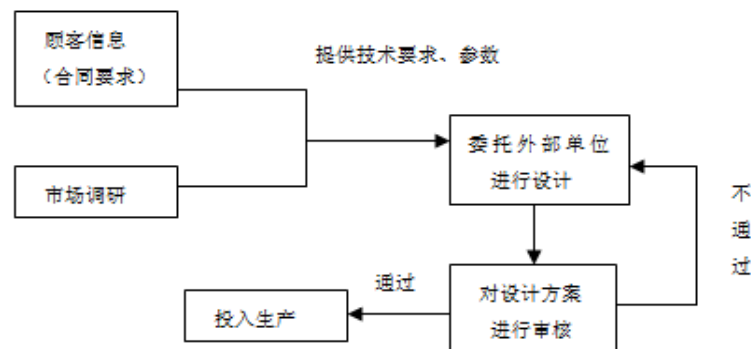 顾客信息
（合同要求）
提供技术要求、参数
委托外部单位
进行设计
市场调研
不
通
过
通过
对设计方案
进行审核
投入生产